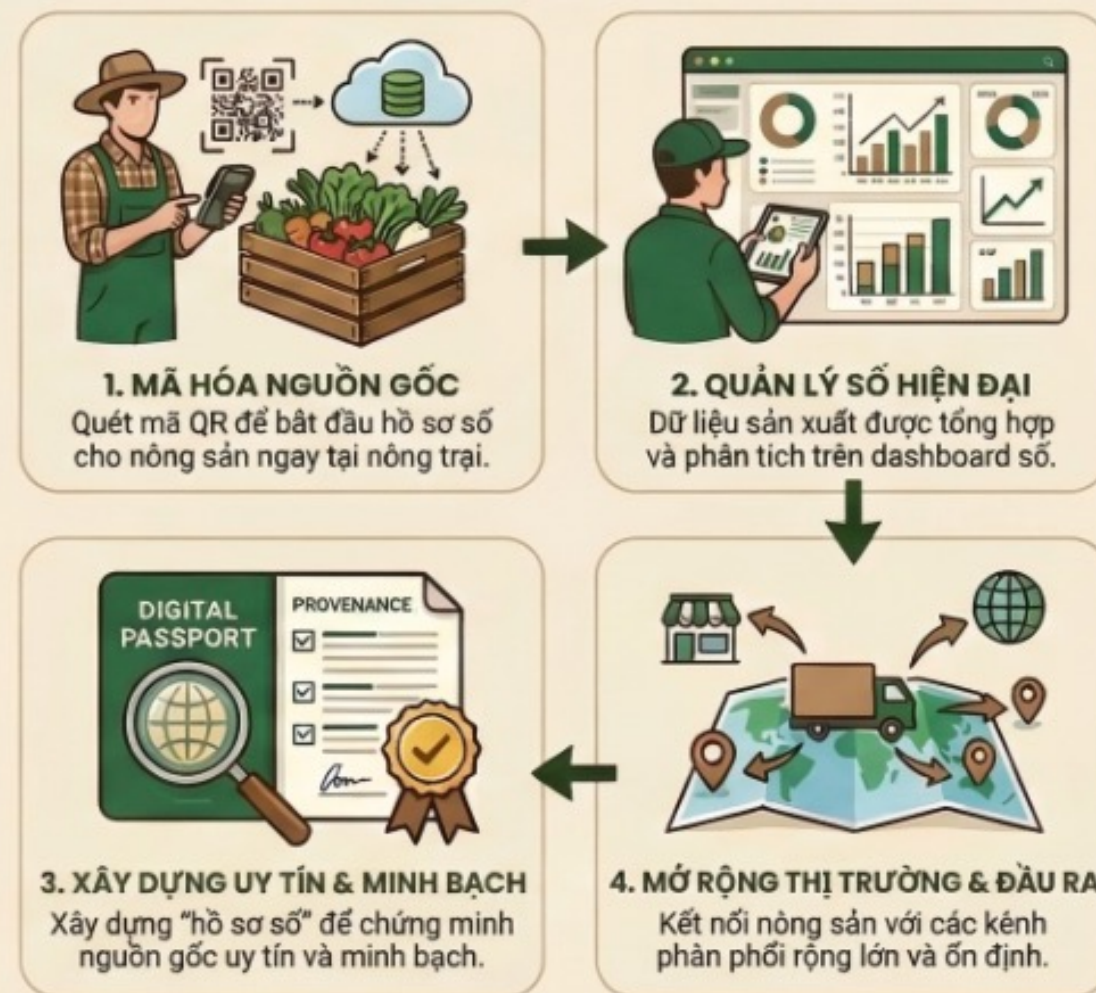 1. MÃ HÓA NGUỒN GỐC
Quét mã QR để bât đầu hồ sơ số
cho nông sản ngay tại nông trại.
2. QUẢN LÝ SỐ HIỆN ĐẠI
Dữ liệu sản xuất được tổng hợp
và phân tich trên dashboard số.
DIGITAL
PASSPORT
PROVENANCE
3. XÂY DỰNG UY TÍN & MINH BẠCH
Xây dựng “hồ sơ số” để chứng minh
nguồn gốc uy tín và minh bạch.
4. MỞ RỘNG THỊ TRƯỜNG & ĐẦU RA
Kết nối nòng sản với các kênh
phản phối rộng lớn và ổn định.